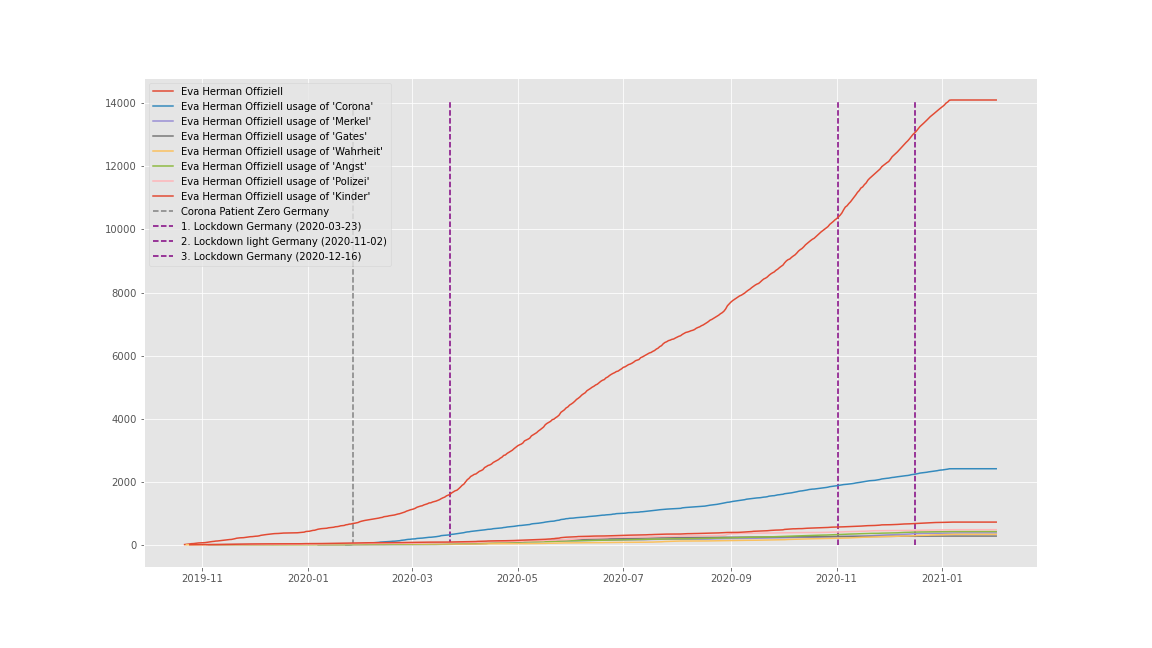 Eva Herman Offiziell
Eva Herman Offiziell usage of 'Corona'
Eva Herman Offiziell usage of 'Merkel'
Eva Herman Offiziell usage of 'Gates'
Eva Herman Offiziell usage of 'Wahrheit'
Eva Herman Offiziell usage of 'Angst'
Eva Herman Offiziell usage of 'Polizei'
Eva Herman Offiziell usage of 'Kinder'
Corona Patient Zero Germany
1. Lockdown Germany (2020-03-23)
2. Lockdown light Germany (2020-11-02)
3. Lockdown Germany (2020-12-16)
14000
12000
10000
8000
6000
4000
2000
0
2019-11 2020-01 2020-03 2020-05 2020-07 2020-09 2020-11 2021-01